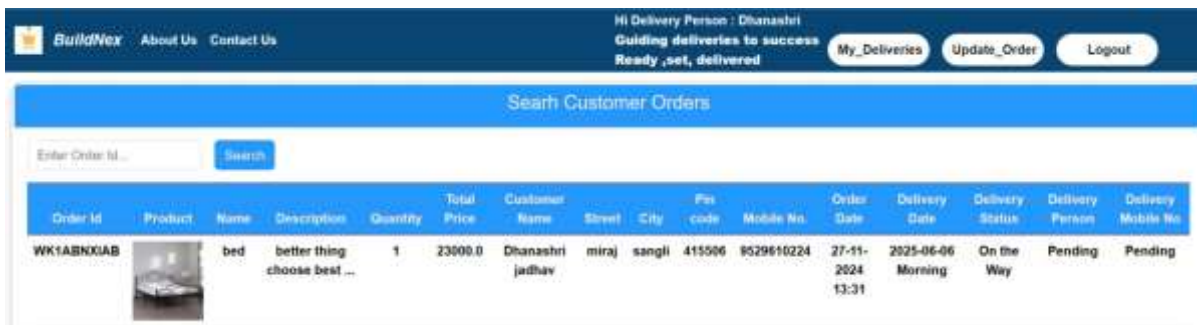 BuildNex About Us Contact Us
Hi Delivery Person : Dhanashri
Guiding deliveries to success
Ready ,set, delivered
My_Deliveries Update_Order Logout
Searh Customer Orders
Enter Order Id...
Search
Order Id Product Name Description Quantity Total Price Customer Name Street City Pin code Mobile No. Order Date Delivery Date Delivery Status Delivery Person Delivery Mobile No
WK1ABNXIAB bed better thing choose best ... 1 23000.0 Dhanashri jadhav miraj sangli 415506 9529610224 27-11-2024 13:31 2025-06-06 Morning On the Way Pending Pending